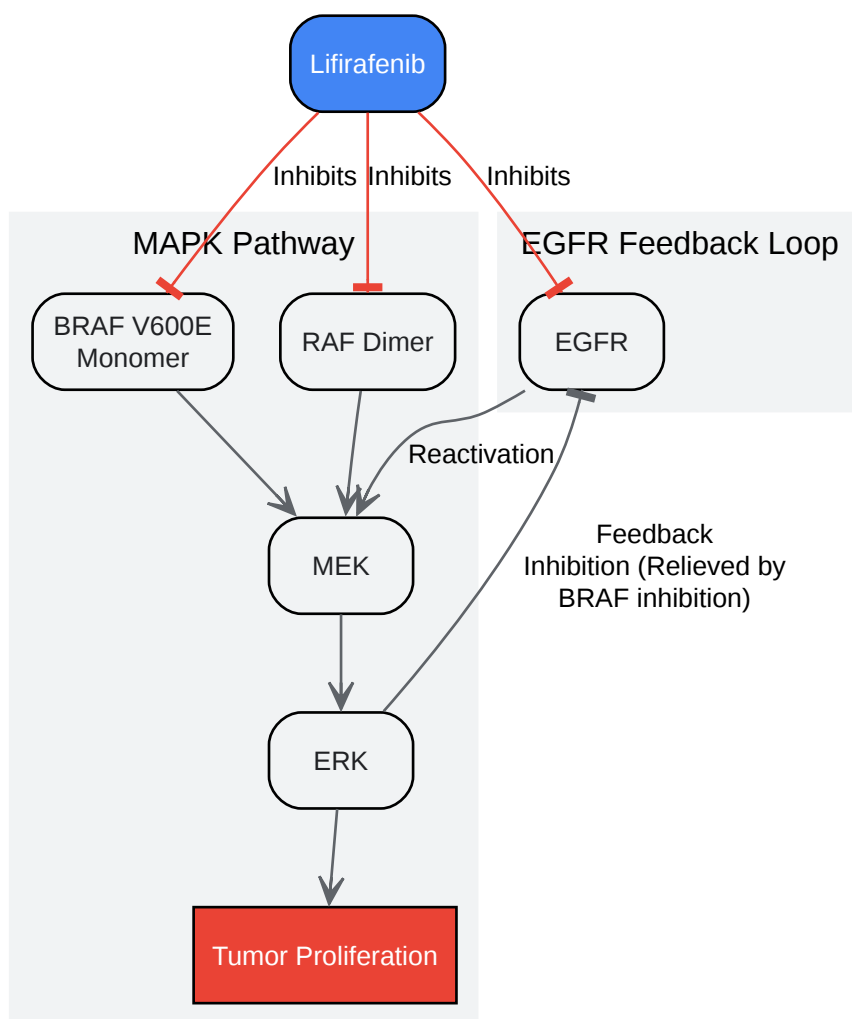 Lifirafenib
Inhibits
Inhibits
Inhibits
MAPK Pathway
EGFR Feedback Loop
BRAF V600E
Monomer
RAF Dimer
EGFR
Reactivation
Feedback
Inhibition (Relieved by
BRAF inhibition)
MEK
ERK
Tumor Proliferation